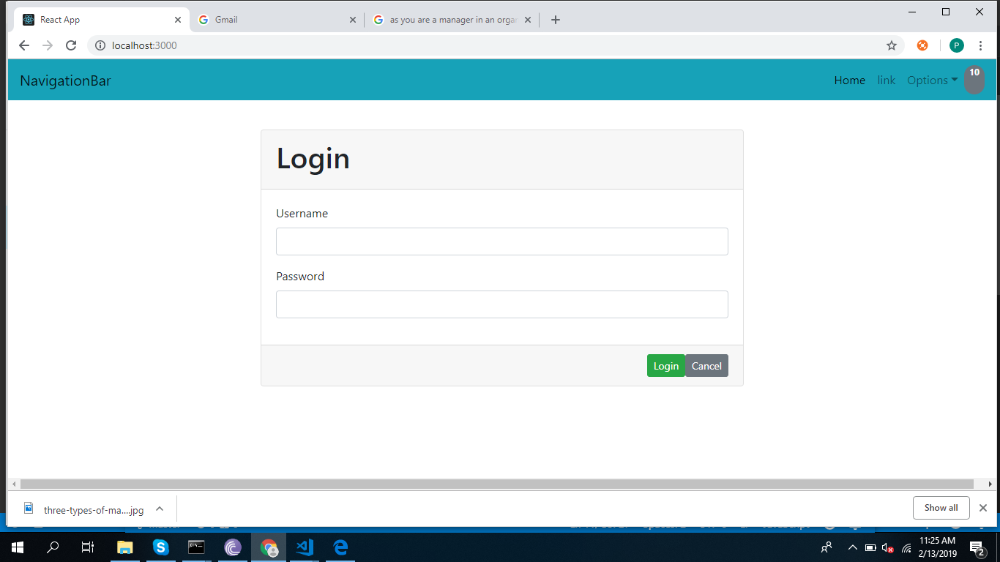 React App
Gmail
as you are a manager in an orga
localhost:3000
P
NavigationBar
Home link Options 10
Login
Username
Password
Login Cancel
three-types-of-ma....jpg
Show all
11:25 AM
2/13/2019
2